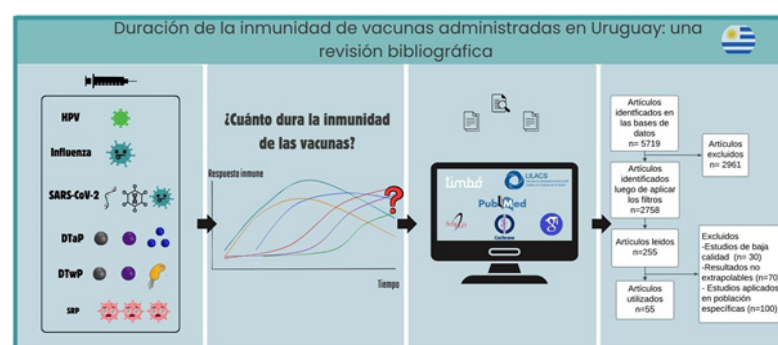 Duración de la inmunidad de vacunas administradas en Uruguay: una
revisión bibliográfica
HPV
Influenza
SARS-CoV-2
DTaP
DTwP
SRP
¿Cuánto dura la inmunidad
de las vacunas?
Respuesta inmune
?
Tiempo
timbó
LILACS
PubMed
SciELO
Cochrane
Artículos
identificados en
las bases de
datos
n= 5719
Artículos
excluidos
n= 2961
Artículos
identificados
luego de aplicar
los filtros
n=2758
Artículos leidos
n=255
Excluidos
-Estudios de baja
calidad (n= 30)
-Resultados no
extrapolables (n=70
- Estudios aplicados
en población
específicas (n=100)
Artículos
utilizados
n=55